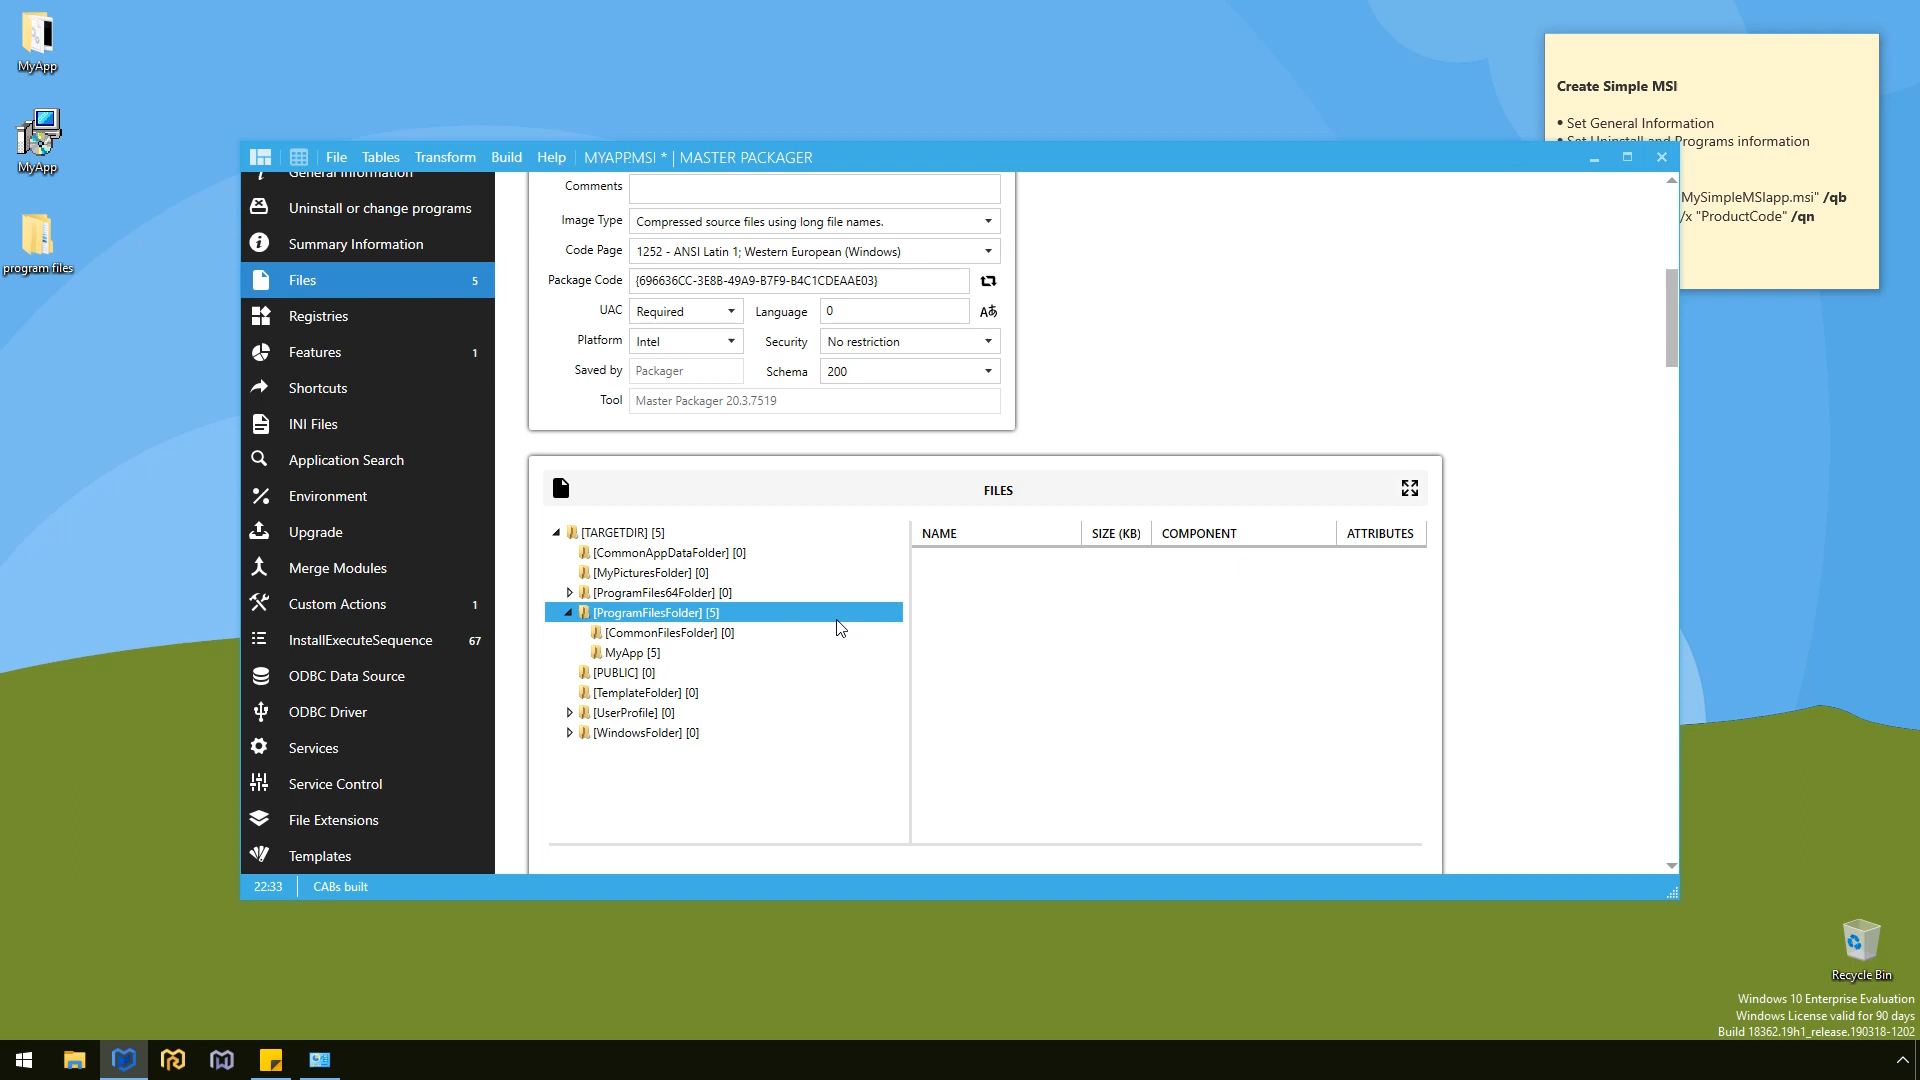 MyApp
MyApp
program files
Create Simple MSI
• Set General Information
• Set Uninstall and Programs information
MySimpleMSIapp.msi" /qb
/x "ProductCode" /qn
File Tables Transform Build Help MYAPP.MSI * | MASTER PACKAGER
General Information
Uninstall or change programs
Summary Information
Files 5
Registries
Features 1
Shortcuts
INI Files
Application Search
Environment
Upgrade
Merge Modules
Custom Actions 1
InstallExecuteSequence 67
ODBC Data Source
ODBC Driver
Services
Service Control
File Extensions
Templates
Comments
Image Type Compressed source files using long file names.
Code Page 1252 - ANSI Latin 1; Western European (Windows)
Package Code {696636CC-3E8B-49A9-B7F9-B4C1CDEAAE03}
UAC Required Language 0
Platform Intel Security No restriction
Saved by Packager Schema 200
Tool Master Packager 20.3.7519
FILES
[TARGETDIR] [5]
[CommonAppDataFolder] [0]
[MyPicturesFolder] [0]
[ProgramFiles64Folder] [0]
[ProgramFilesFolder] [5]
[CommonFilesFolder] [0]
MyApp [5]
[PUBLIC] [0]
[TemplateFolder] [0]
[UserProfile] [0]
[WindowsFolder] [0]
NAME SIZE (KB) COMPONENT ATTRIBUTES
22:33 CABs built
Recycle Bin
Windows 10 Enterprise Evaluation
Windows License valid for 90 days
Build 18362.19h1_release.190318-1202